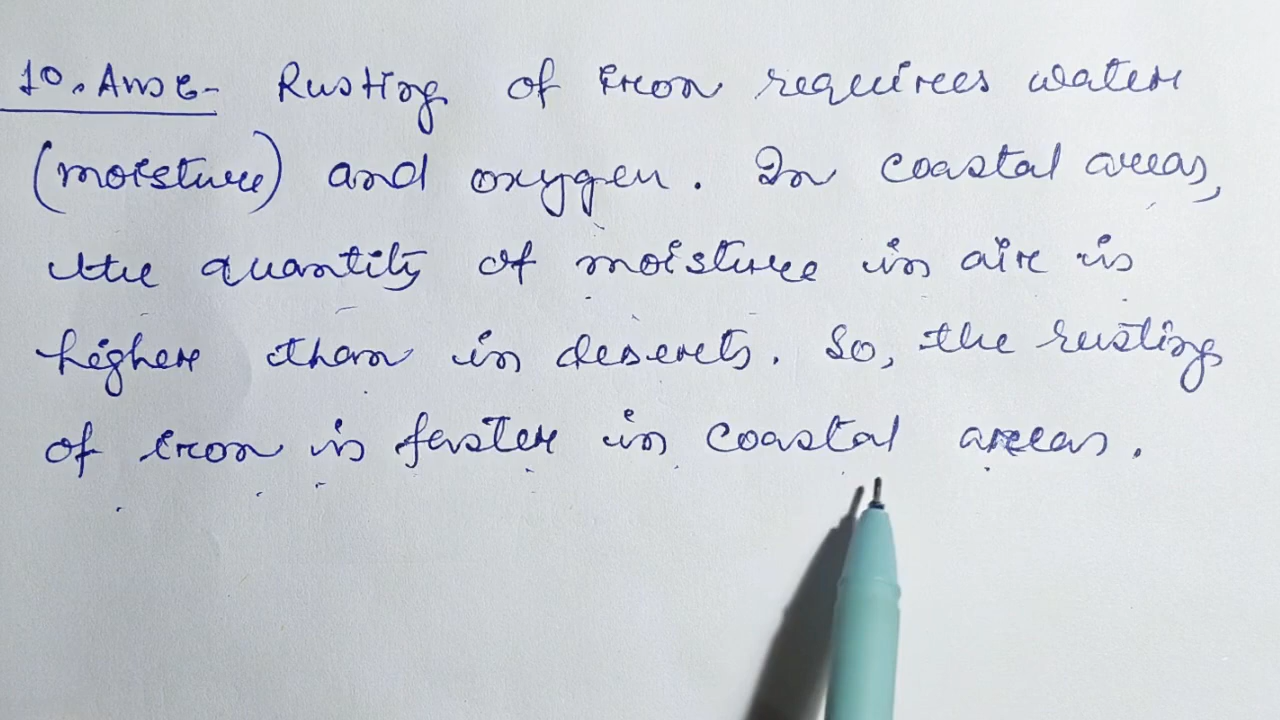 10. Ans:- Rusting of iron requires water
(moisture) and oxygen. In coastal areas,
the quantity of moisture in air is
higher than in deserts. So, the rusting
of iron is faster in coastal areas.